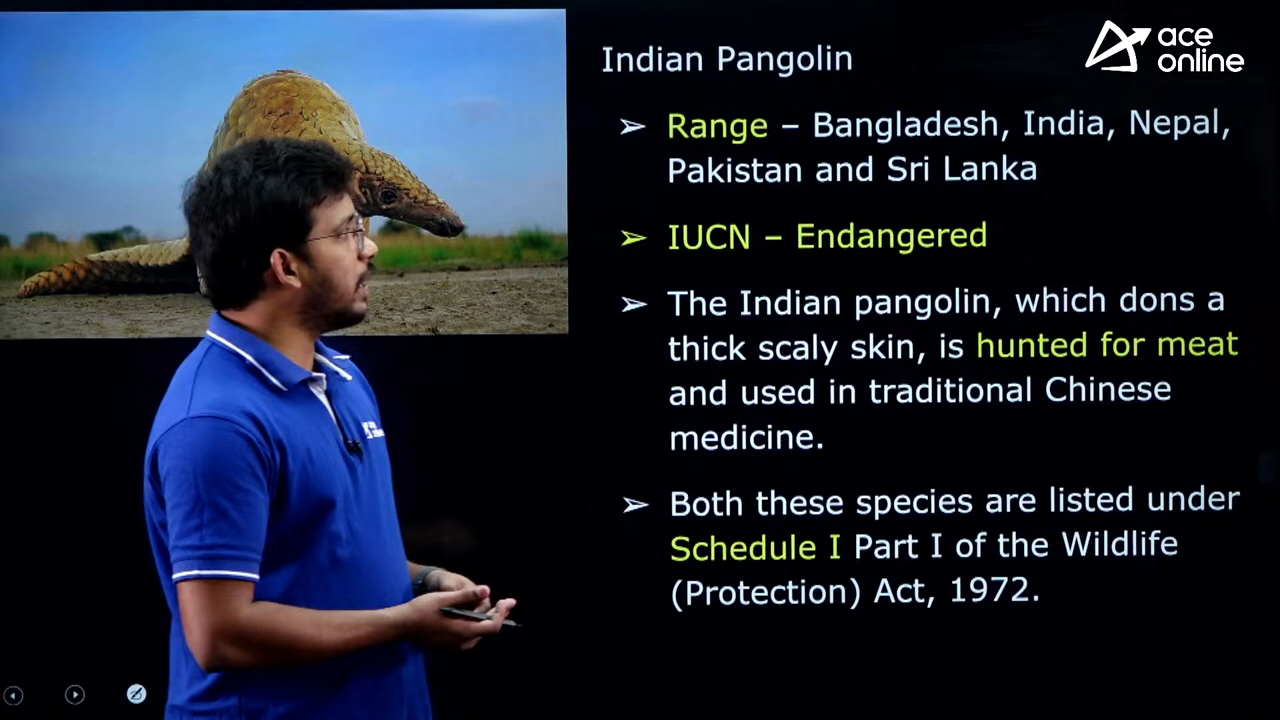 Indian Pangolin
ace
online
➢ Range – Bangladesh, India, Nepal,
Pakistan and Sri Lanka
➢ IUCN – Endangered
➢ The Indian pangolin, which dons a
thick scaly skin, is hunted for meat
and used in traditional Chinese
medicine.
➢ Both these species are listed under
Schedule I Part I of the Wildlife
(Protection) Act, 1972.